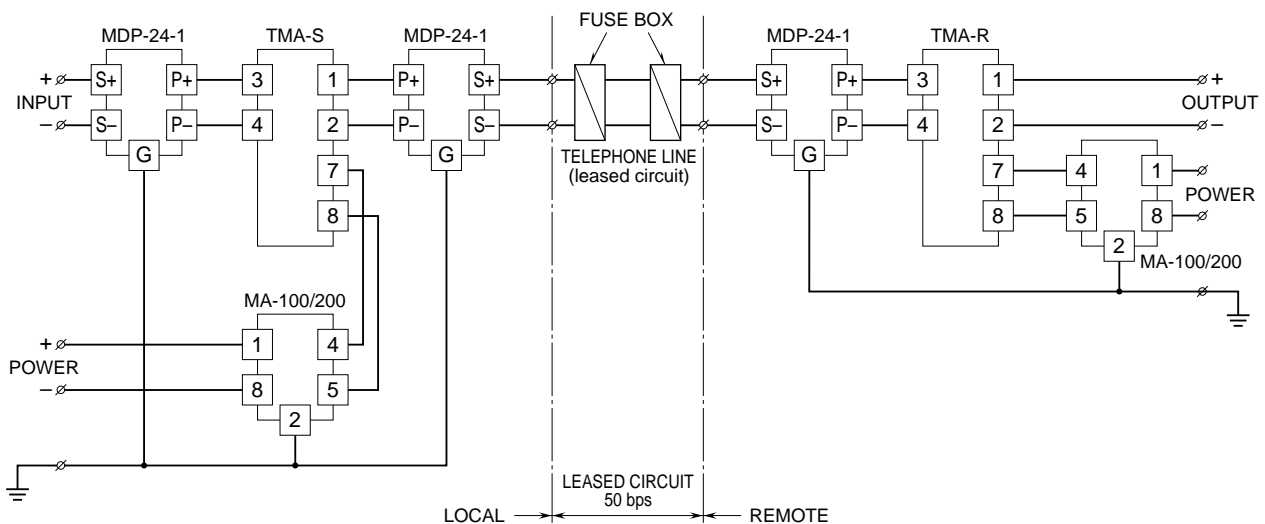 FUSE BOX
MDP-24-1 TMA-S MDP-24-1 MDP-24-1 TMA-R
+ S+ P+ 3 1 P+ S+ S+ P+ 3 1 +
INPUT OUTPUT
– S– P– 4 2 P– S– S– P– 4 2 –
G G G
TELEPHONE LINE
(leased circuit)
7 7 4 1
POWER
8 8 5 8
2
MA-100/200
MA-100/200
+ 1 4
POWER
– 8 5
2
LEASED CIRCUIT
50 bps
LOCAL REMOTE